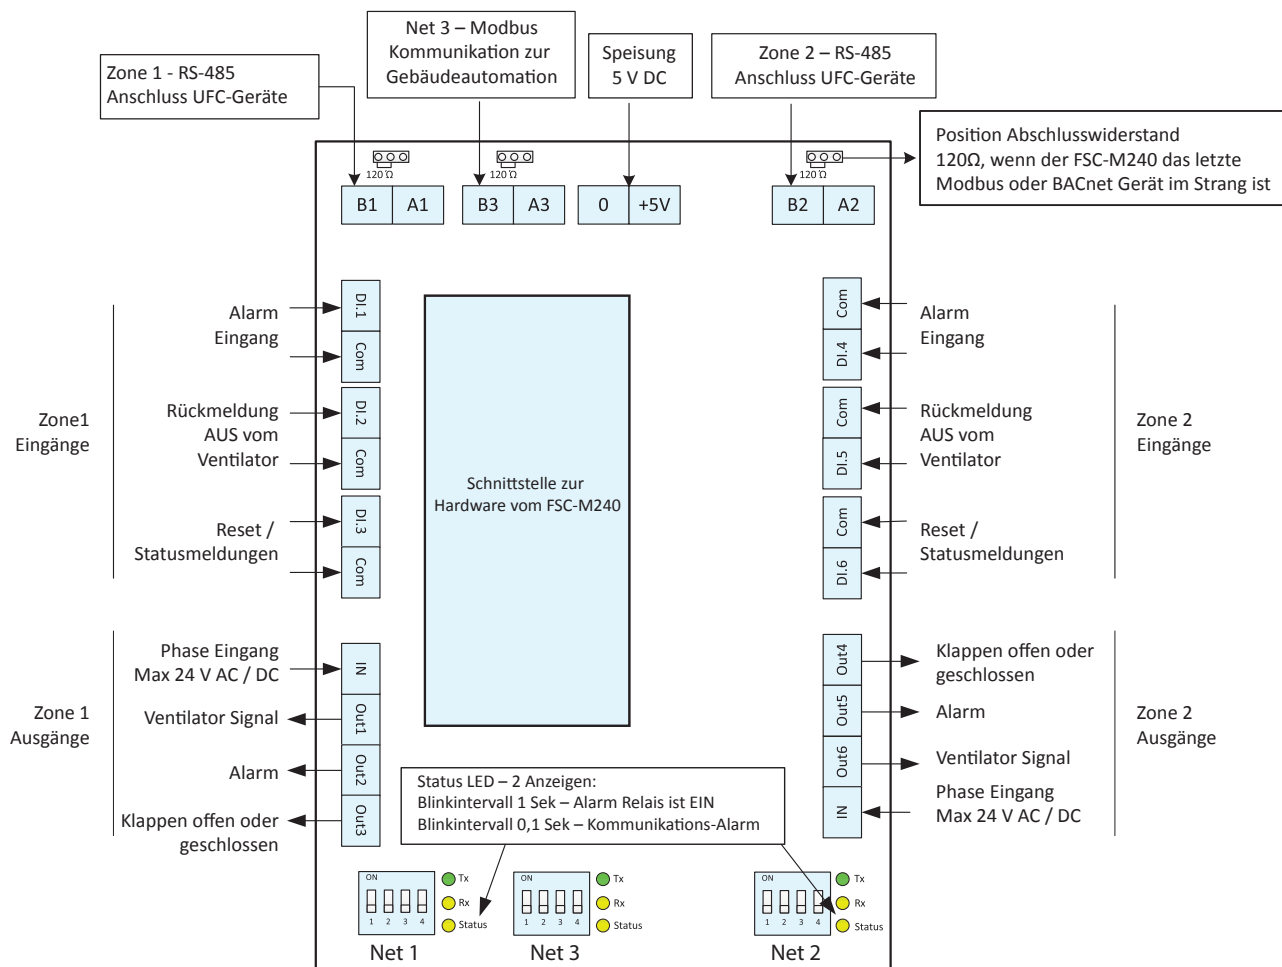 Zone 1 - RS-485
Anschluss UFC-Geräte
Net 3 – Modbus
Kommunikation zur
Gebäudeautomation
Speisung
5 V DC
Zone 2 – RS-485
Anschluss UFC-Geräte
Position Abschlusswiderstand
120Ω, wenn der FSC-M240 das letzte
Modbus oder BACnet Gerät im Strang ist
120 Ω
120 Ω
120 Ω
B1 A1
B3 A3
0 +5V
B2 A2
Zone1
Eingänge
Alarm
Eingang
Rückmeldung
AUS vom
Ventilator
Reset /
Statusmeldungen
DI.1
Com
DI.2
Com
DI.3
Com
Schnittstelle zur
Hardware vom FSC-M240
Com
DI.4
Com
DI.5
Com
DI.6
Alarm
Eingang
Rückmeldung
AUS vom
Ventilator
Reset /
Statusmeldungen
Zone 2
Eingänge
Zone 1
Ausgänge
Phase Eingang
Max 24 V AC / DC
Ventilator Signal
Alarm
Klappen offen oder
geschlossen
IN
Out1
Out2
Out3
Out4
Out5
Out6
IN
Klappen offen oder
geschlossen
Alarm
Ventilator Signal
Phase Eingang
Max 24 V AC / DC
Zone 2
Ausgänge
Status LED – 2 Anzeigen:
Blinkintervall 1 Sek – Alarm Relais ist EIN
Blinkintervall 0,1 Sek – Kommunikations-Alarm
ON
1 2 3 4
Tx
Rx
Status
Net 1
ON
1 2 3 4
Tx
Rx
Status
Net 3
ON
1 2 3 4
Tx
Rx
Status
Net 2